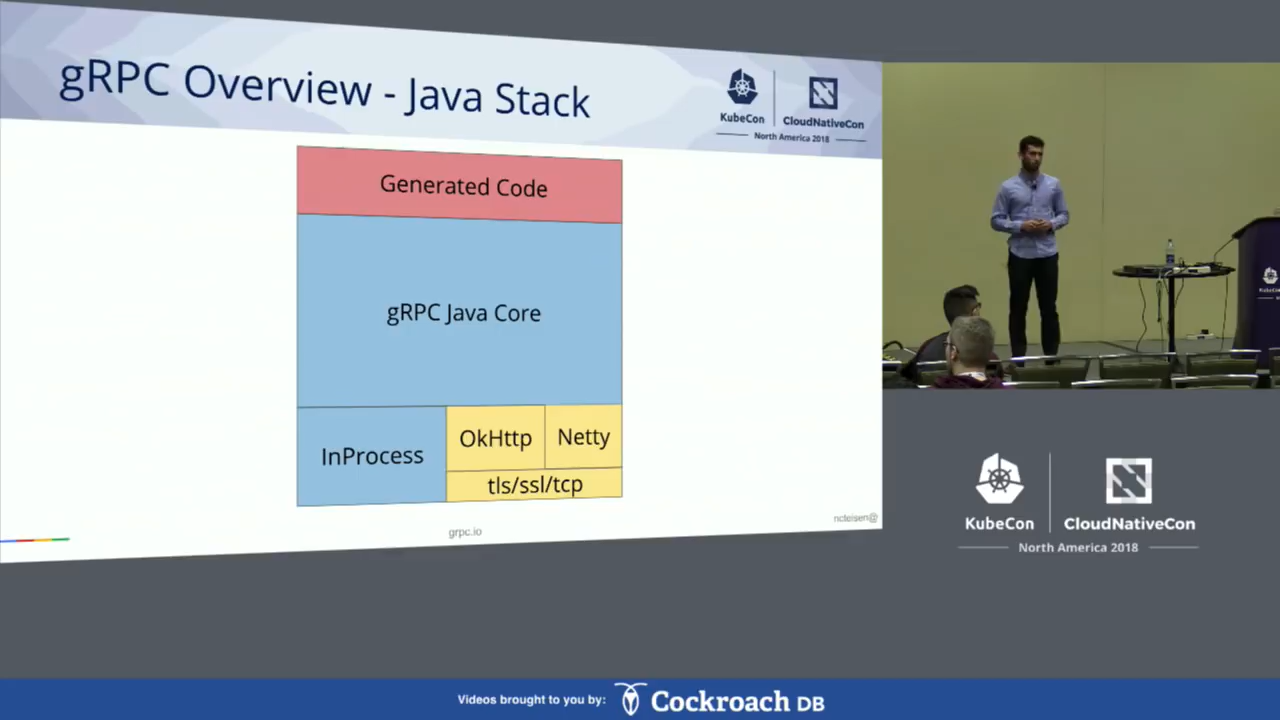 gRPC Overview - Java Stack
KubeCon
CloudNativeCon
North America 2018
Generated Code
gRPC Java Core
InProcess
OkHttp
Netty
tls/ssl/tcp
grpc.io
ncteisen@
KubeCon
CloudNativeCon
North America 2018
Videos brought to you by:
Cockroach DB